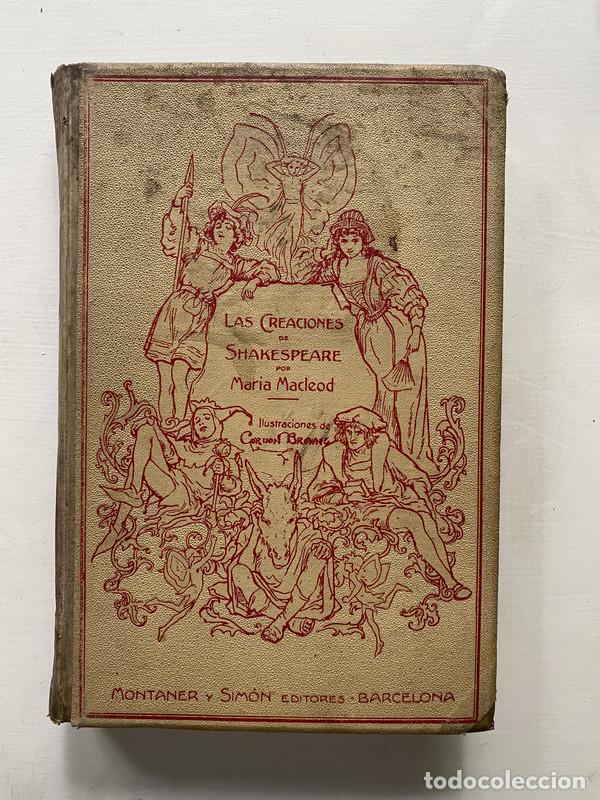 LAS CREACIONES
DE
SHAKESPEARE
POR
Maria Macleod
Ilustraciones de
GORDON BROWNE
MONTANER Y SIMÓN EDITORES · BARCELONA
todocoleccion